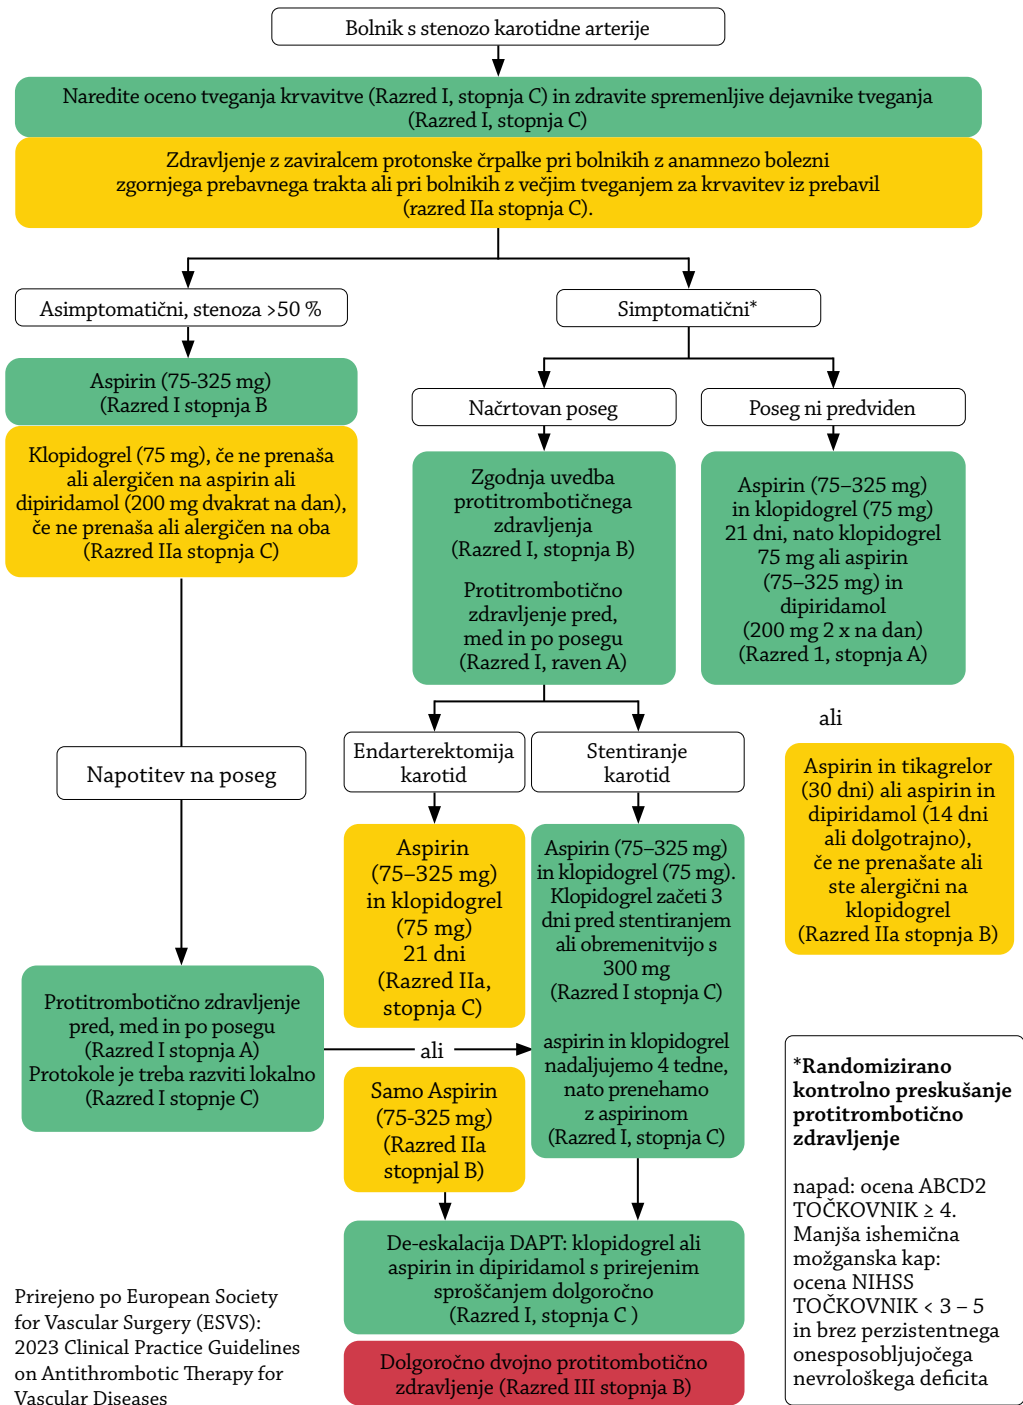 Bolnik s stenozo karotidne arterije
Naredite oceno tveganja krvavitve (Razred I, stopnja C) in zdravite spremenljive dejavnike tveganja
(Razred I, stopnja C)
Zdravljenje z zaviralcem protonske črpalke pri bolnikih z anamnezo bolezni
zgornjega prebavnega trakta ali pri bolnikih z večjim tveganjem za krvavitev iz prebavil
(razred IIa stopnja C).
Asimptomatični, stenoza >50 %
Aspirin (75-325 mg)
(Razred I stopnja B
Klopidogrel (75 mg), če ne prenaša
ali alergičen na aspirin ali
dipiridamol (200 mg dvakrat na dan),
če ne prenaša ali alergičen na oba
(Razred IIa stopnja C)
Napotitev na poseg
Protitrombotično zdravljenje
pred, med in po posegu
(Razred I stopnja A)
Protokole je treba razviti lokalno
(Razred I stopnje C)
Simptomatični*
Načrtovan poseg
Zgodnja uvedba
protitrombotičnega
zdravljenja
(Razred I, stopnja B)
Protitrombotično
zdravljenje pred,
med in po posegu
(Razred I, raven A)
Endarterektomija
karotid
Aspirin
(75–325 mg)
in klopidogrel
(75 mg)
21 dni
(Razred IIa,
stopnja C)
ali
Samo Aspirin
(75-325 mg)
(Razred IIa
stopnjal B)
Stentiranje
karotid
Aspirin (75–325 mg)
in klopidogrel (75 mg).
Klopidogrel začeti 3
dni pred stentiranjem
ali obremenitvijo s
300 mg
(Razred I stopnja C)
aspirin in klopidogrel
nadaljujemo 4 tedne,
nato prenehamo
z aspirinom
(Razred I, stopnja C)
De-eskalacija DAPT: klopidogrel ali
aspirin in dipiridamol s prirejenim
sproščanjem dolgoročno
(Razred I, stopnja C )
Dolgoročno dvojno protitombotično
zdravljenje (Razred III stopnja B)
Poseg ni predviden
Aspirin (75–325 mg)
in klopidogrel (75 mg)
21 dni, nato klopidogrel
75 mg ali aspirin
(75–325 mg) in
dipiridamol
(200 mg 2 x na dan)
(Razred 1, stopnja A)
ali
Aspirin in tikagrelor
(30 dni) ali aspirin in
dipiridamol (14 dni
ali dolgotrajno),
če ne prenašate ali
ste alergični na
klopidogrel
(Razred IIa stopnja B)
*Randomizirano
kontrolno preskušanje
protitrombotično
zdravljenje
napad: ocena ABCD2
TOČKOVNIK ≥ 4.
Manjša ishemična
možganska kap:
ocena NIHSS
TOČKOVNIK < 3 – 5
in brez perzistentnega
onesposobljujočega
nevrološkega deficita
Prirejeno po European Society
for Vascular Surgery (ESVS):
2023 Clinical Practice Guidelines
on Antithrombotic Therapy for
Vascular Diseases